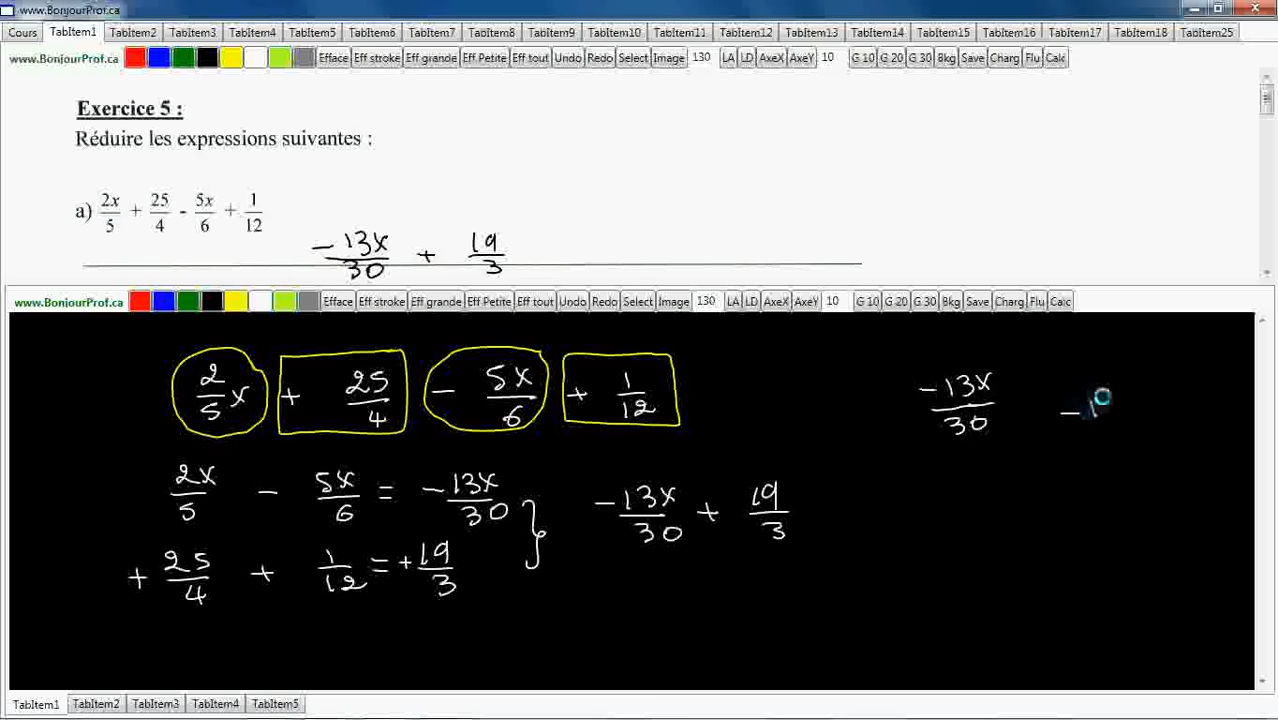 www.BonjourProf.ca
Cours TabItem1 TabItem2 TabItem3 TabItem4 TabItem5 TabItem6 TabItem7 TabItem8 TabItem9 TabItem10 TabItem11 TabItem12 TabItem13 TabItem14 TabItem15 TabItem16 TabItem17 TabItem18 TabItem25
www.BonjourProf.ca Efface Eff stroke Eff grande Eff Petite Eff tout Undo Redo Select Image 130 LA LD AxeX AxeY 10 G 10 G 20 G 30 Bkg Save Charg Flu Calc
Exercice 5 :
Réduire les expressions suivantes :
a) 2x/5 + 25/4 - 5x/6 + 1/12
-13x/30 + 19/3
www.BonjourProf.ca Efface Eff stroke Eff grande Eff Petite Eff tout Undo Redo Select Image 130 LA LD AxeX AxeY 10 G 10 G 20 G 30 Bkg Save Charg Flu Calc
2/5 x + 25/4 - 5x/6 + 1/12
-13x/30 -
2x/5 - 5x/6 = -13x/30
+ 25/4 + 1/12 = +19/3
} -13x/30 + 19/3
TabItem1 TabItem2 TabItem3 TabItem4 TabItem5